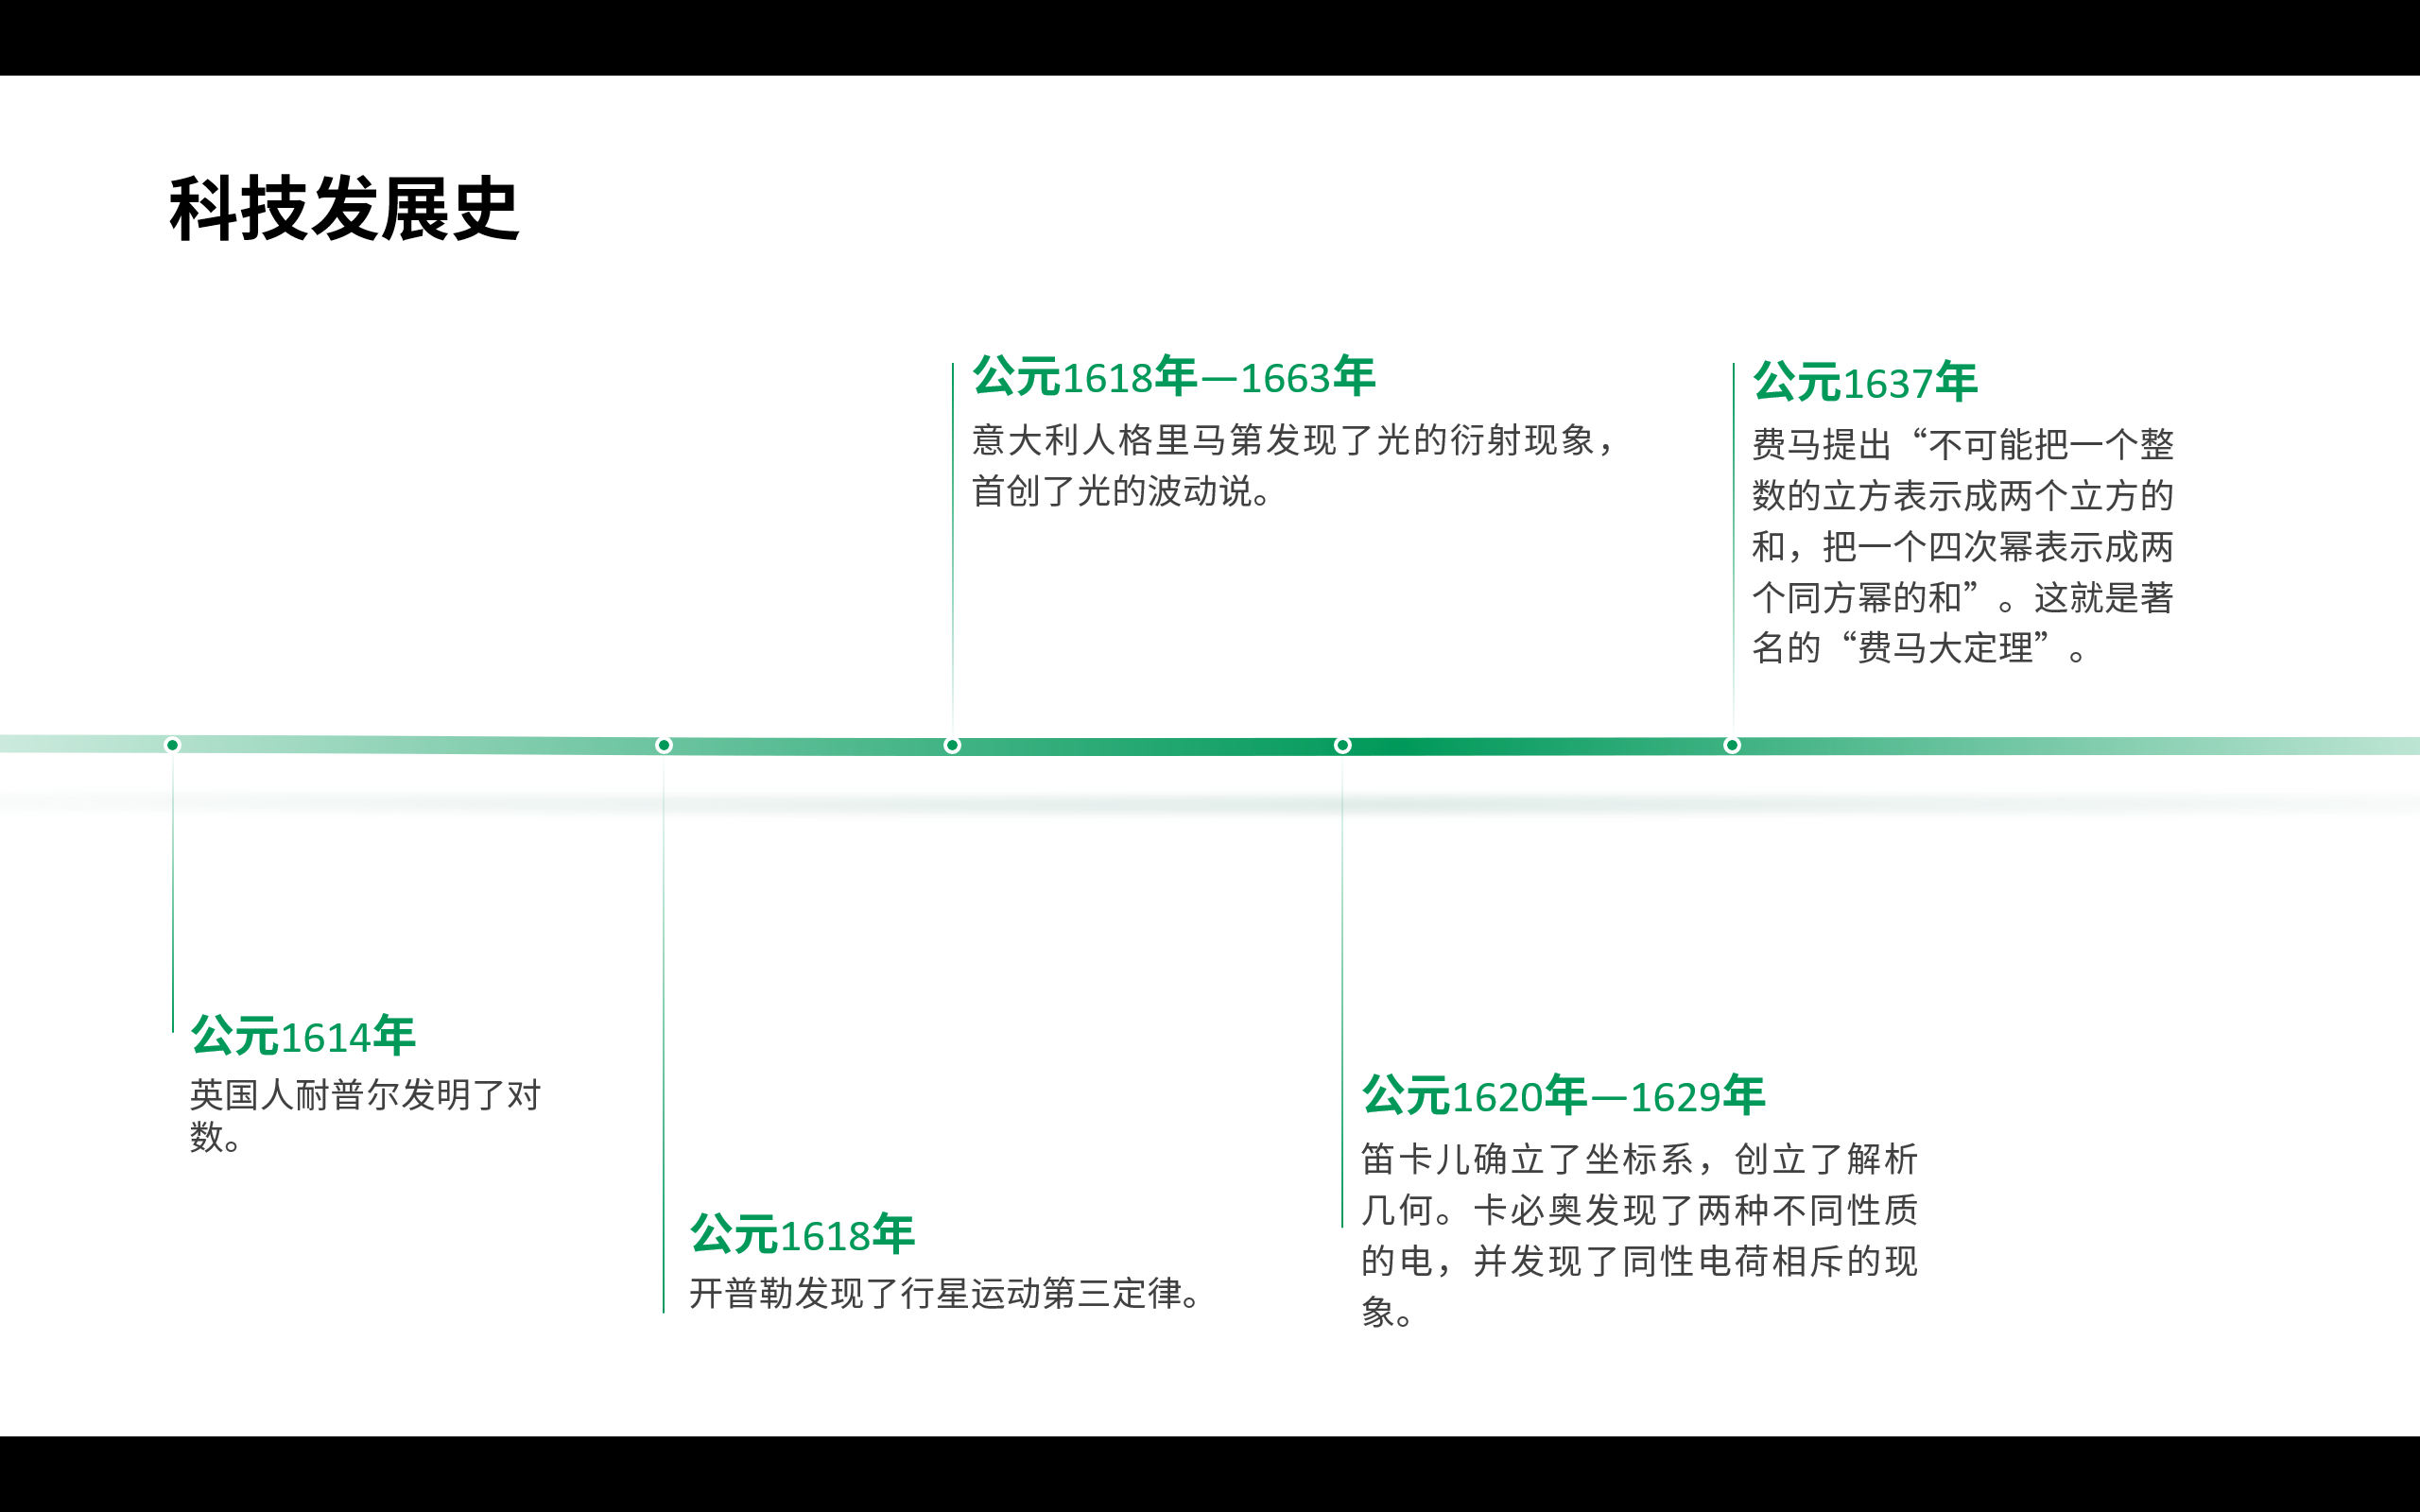 科技发展史
公元1618年—1663年
意大利人格里马第发现了光的衍射现象，
首创了光的波动说。
公元1637年
费马提出“不可能把一个整
数的立方表示成两个立方的
和，把一个四次幂表示成两
个同方幂的和”。这就是著
名的“费马大定理”。
公元1614年
英国人耐普尔发明了对
数。
公元1618年
开普勒发现了行星运动第三定律。
公元1620年—1629年
笛卡儿确立了坐标系，创立了解析
几何。卡必奥发现了两种不同性质
的电，并发现了同性电荷相斥的现
象。